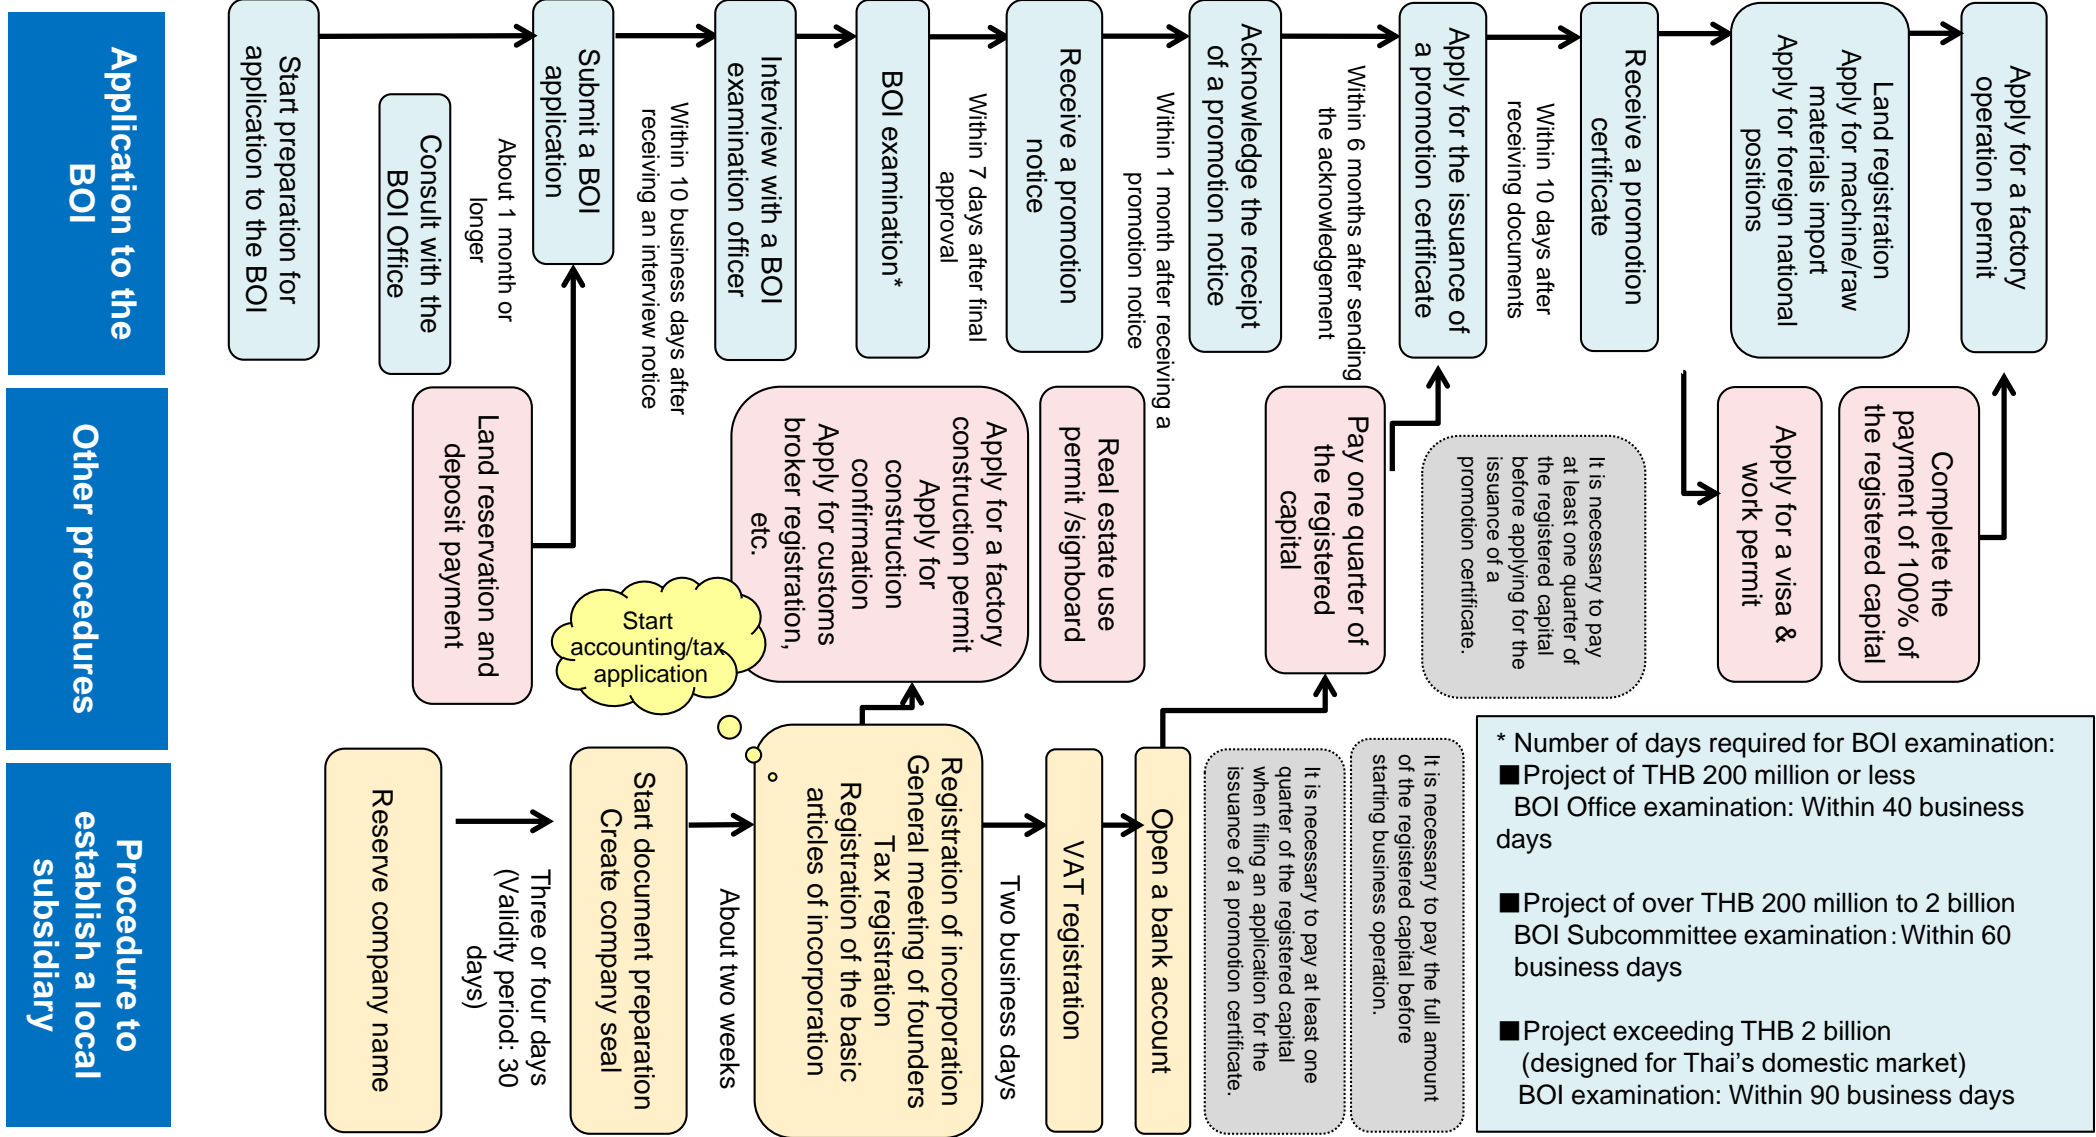 Application to the
BOI
Start preparation for
application to the BOI
Consult with the
BOI Office
About 1 month or
longer
Submit a BOI
application
Within 10 business days after
receiving an interview notice
Interview with a BOI
examination officer
BOI examination*
Within 7 days after final
approval
Receive a promotion
notice
Within 1 month after receiving a
promotion notice
Acknowledge the receipt
of a promotion notice
Within 6 months after sending
the acknowledgement
Apply for the issuance of
a promotion certificate
Within 10 days after
receiving documents
Receive a promotion
certificate
Land registration
Apply for machine/raw
materials import
Apply for foreign national
positions
Apply for a factory
operation permit
Other procedures
Land reservation and
deposit payment
Apply for a factory
construction permit
Apply for
construction
confirmation
Apply for customs
broker registration,
etc.
Real estate use
permit /signboard
Pay one quarter of
the registered
capital
It is necessary to pay
at least one quarter of
the registered capital
before applying for the
issuance of a
promotion certificate.
Apply for a visa &
work permit
Complete the
payment of 100% of
the registered capital
Start
accounting/tax
application
Procedure to
establish a local
subsidiary
Reserve company name
Three or four days
(Validity period: 30
days)
Start document preparation
Create company seal
About two weeks
Registration of incorporation
General meeting of founders
Tax registration
Registration of the basic
articles of incorporation
Two business days
VAT registration
Open a bank account
It is necessary to pay at least one
quarter of the registered capital
when filing an application for the
issuance of a promotion certificate.
It is necessary to pay the full amount
of the registered capital before
starting business operation.
* Number of days required for BOI examination:
■Project of THB 200 million or less
BOI Office examination: Within 40 business
days
■Project of over THB 200 million to 2 billion
BOI Subcommittee examination：Within 60
business days
■Project exceeding THB 2 billion
(designed for Thai’s domestic market)
BOI examination: Within 90 business days